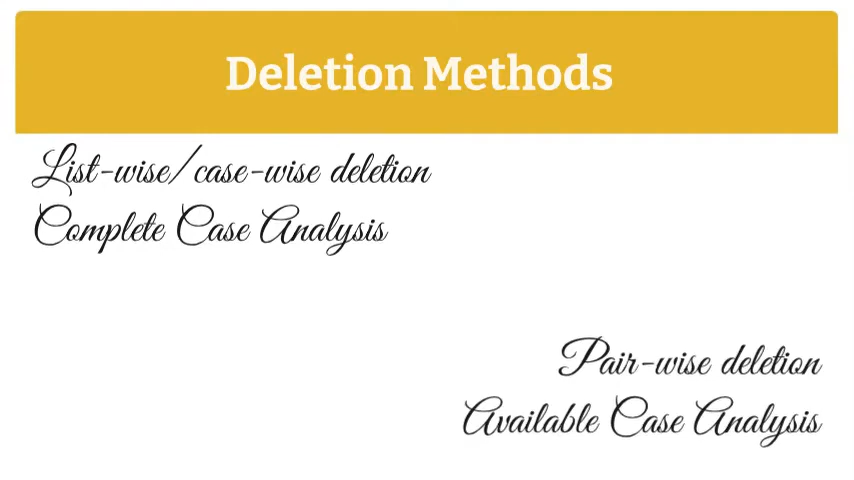 Deletion Methods
List-wise/case-wise deletion
Complete Case Analysis
Pair-wise deletion
Available Case Analysis